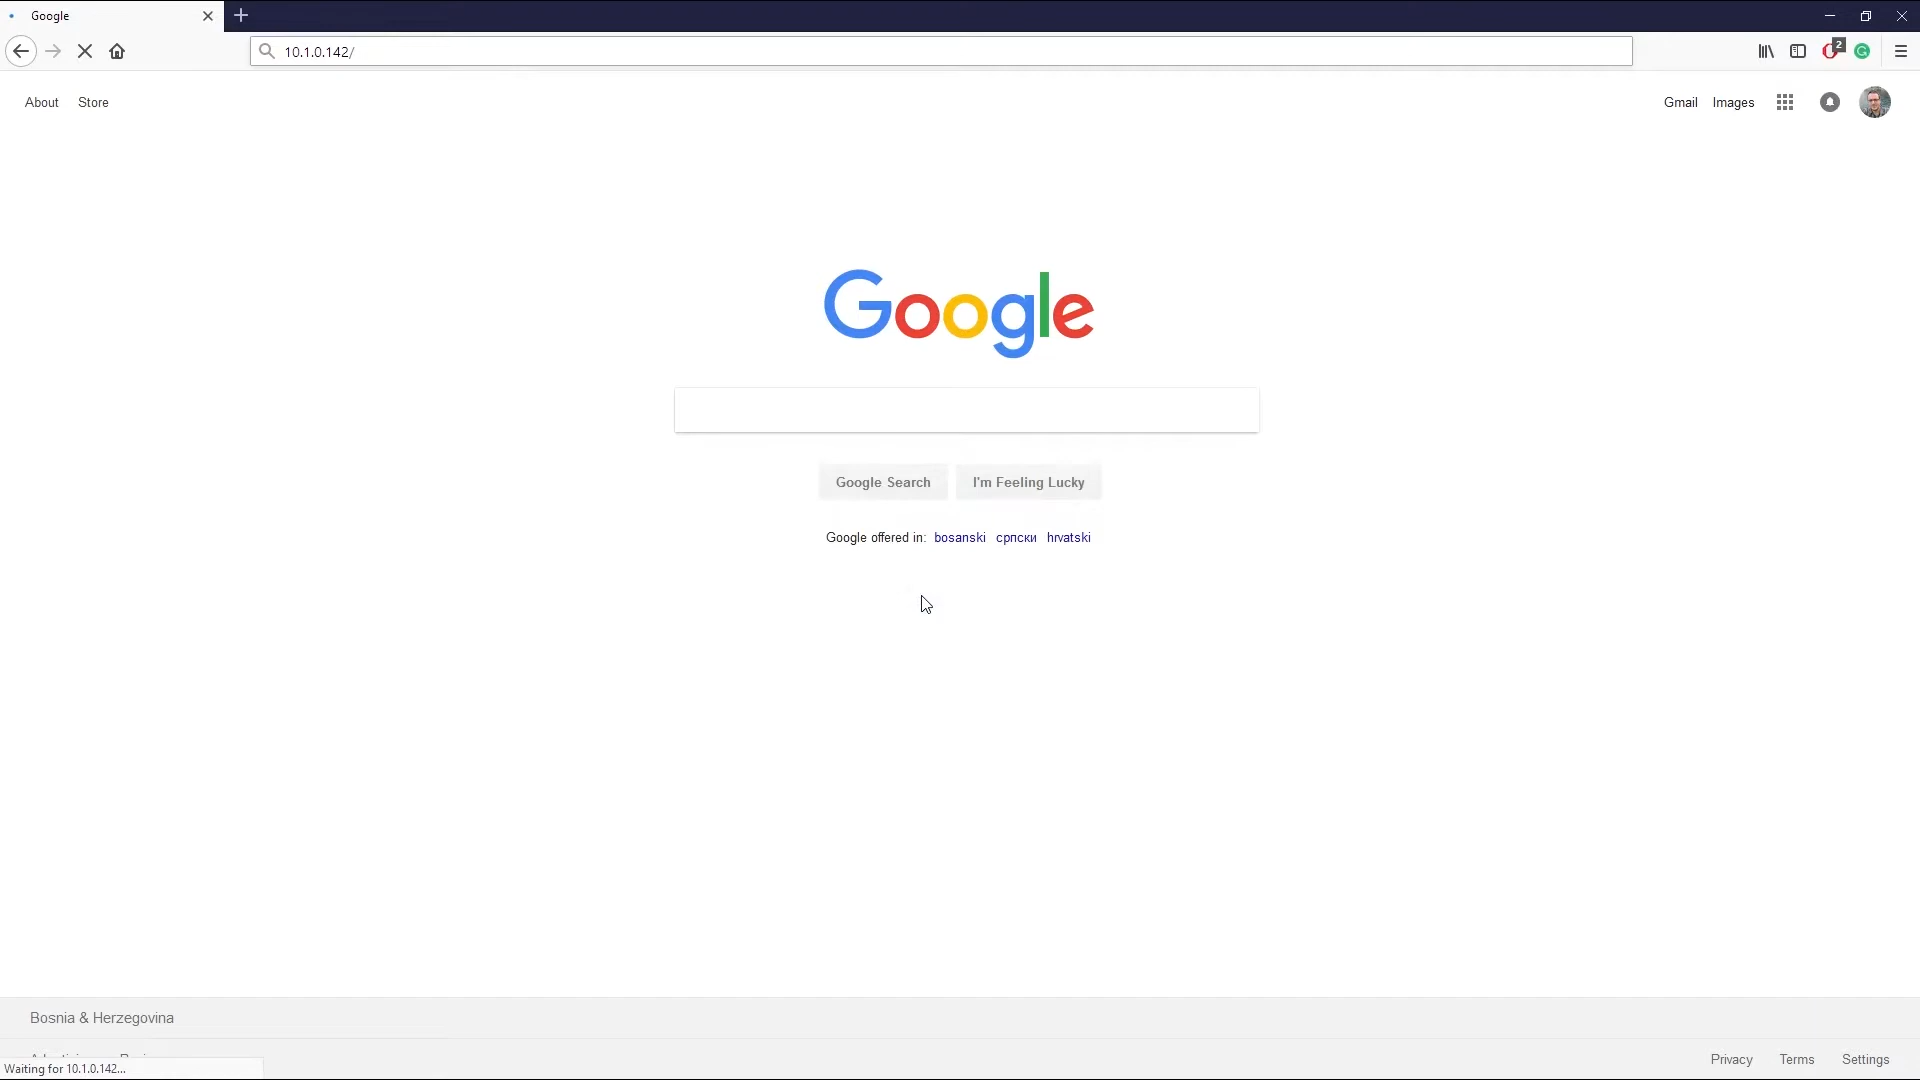 Google
10.1.0.142/
2
About Store
Gmail Images
Google
Google Search I'm Feeling Lucky
Google offered in: bosanski српски hrvatski
Bosnia & Herzegovina
Waiting for 10.1.0.142...
Privacy Terms Settings